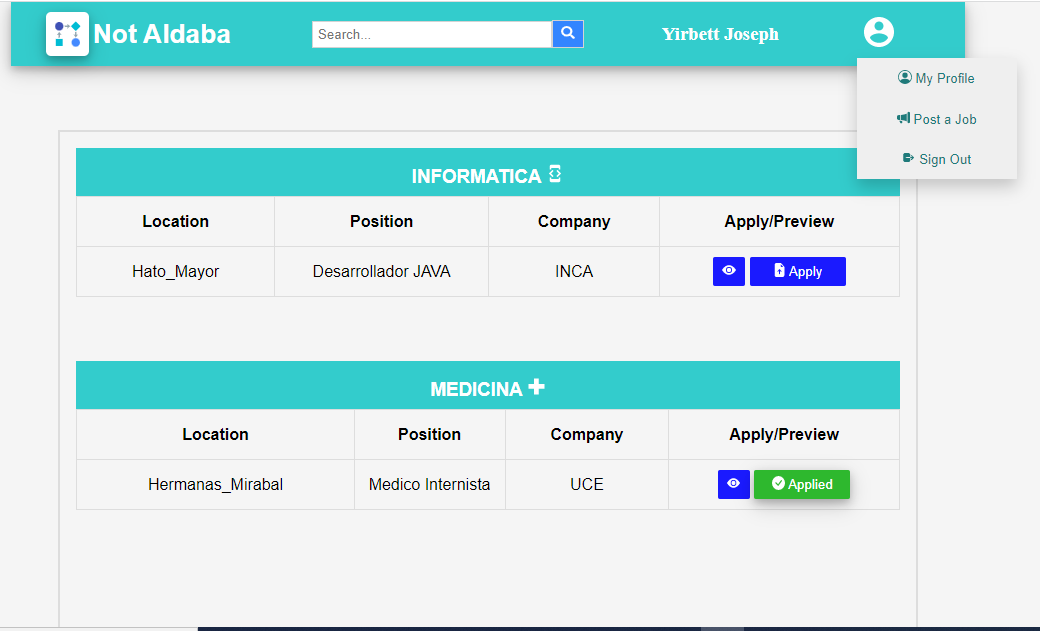 Not Aldaba
Search...
Yirbett Joseph
My Profile
Post a Job
Sign Out
INFORMATICA
Location Position Company Apply/Preview
Hato_Mayor Desarrollador JAVA INCA Apply
MEDICINA
Location Position Company Apply/Preview
Hermanas_Mirabal Medico Internista UCE Applied